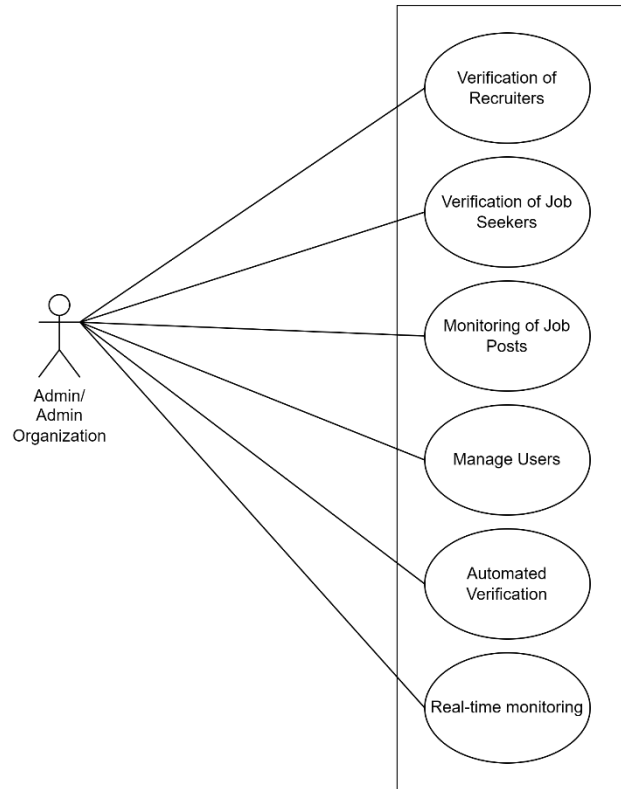 Verification of
Recruiters
Verification of Job
Seekers
Monitoring of Job
Posts
Admin/
Admin
Organization
Manage Users
Automated
Verification
Real-time monitoring